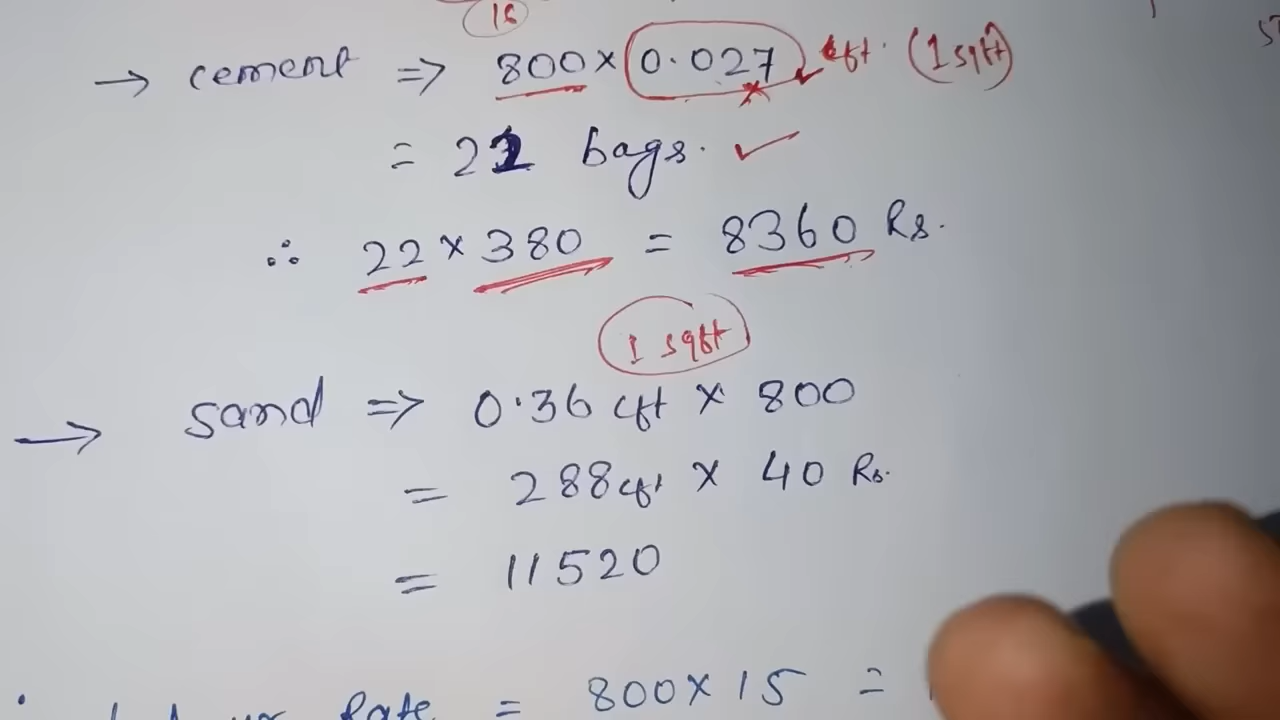 18
→ cement ⇒ 800 × 0.027 cft. (1 sqft)
= 22 bags. ✓
∴ 22 × 380 = 8360 Rs.
1 sqft
→ sand ⇒ 0.36 cft × 800
= 288 cft × 40 Rs.
= 11520
Rate = 800 × 15 =